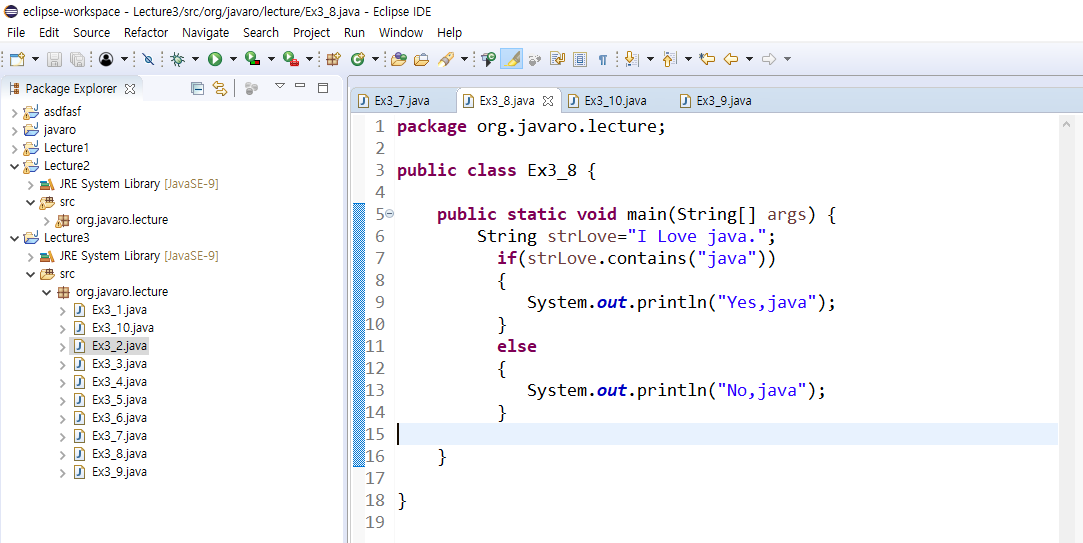 eclipse-workspace - Lecture3/src/org/javaro/lecture/Ex3_8.java - Eclipse IDE
File Edit Source Refactor Navigate Search Project Run Window Help
Package Explorer
asdfasf
javaro
Lecture1
Lecture2
JRE System Library [JavaSE-9]
src
org.javaro.lecture
Lecture3
JRE System Library [JavaSE-9]
src
org.javaro.lecture
Ex3_1.java
Ex3_10.java
Ex3_2.java
Ex3_3.java
Ex3_4.java
Ex3_5.java
Ex3_6.java
Ex3_7.java
Ex3_8.java
Ex3_9.java
Ex3_7.java Ex3_8.java Ex3_10.java Ex3_9.java
1 package org.javaro.lecture;
2
3 public class Ex3_8 {
4
5 public static void main(String[] args) {
6 String strLove="I Love java.";
7 if(strLove.contains("java"))
8 {
9 System.out.println("Yes,java");
10 }
11 else
12 {
13 System.out.println("No,java");
14 }
15
16 }
17
18 }
19